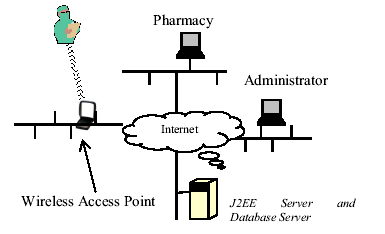 Pharmacy
Administrator
Internet
Wireless Access Point
J2EE Server and
Database Server